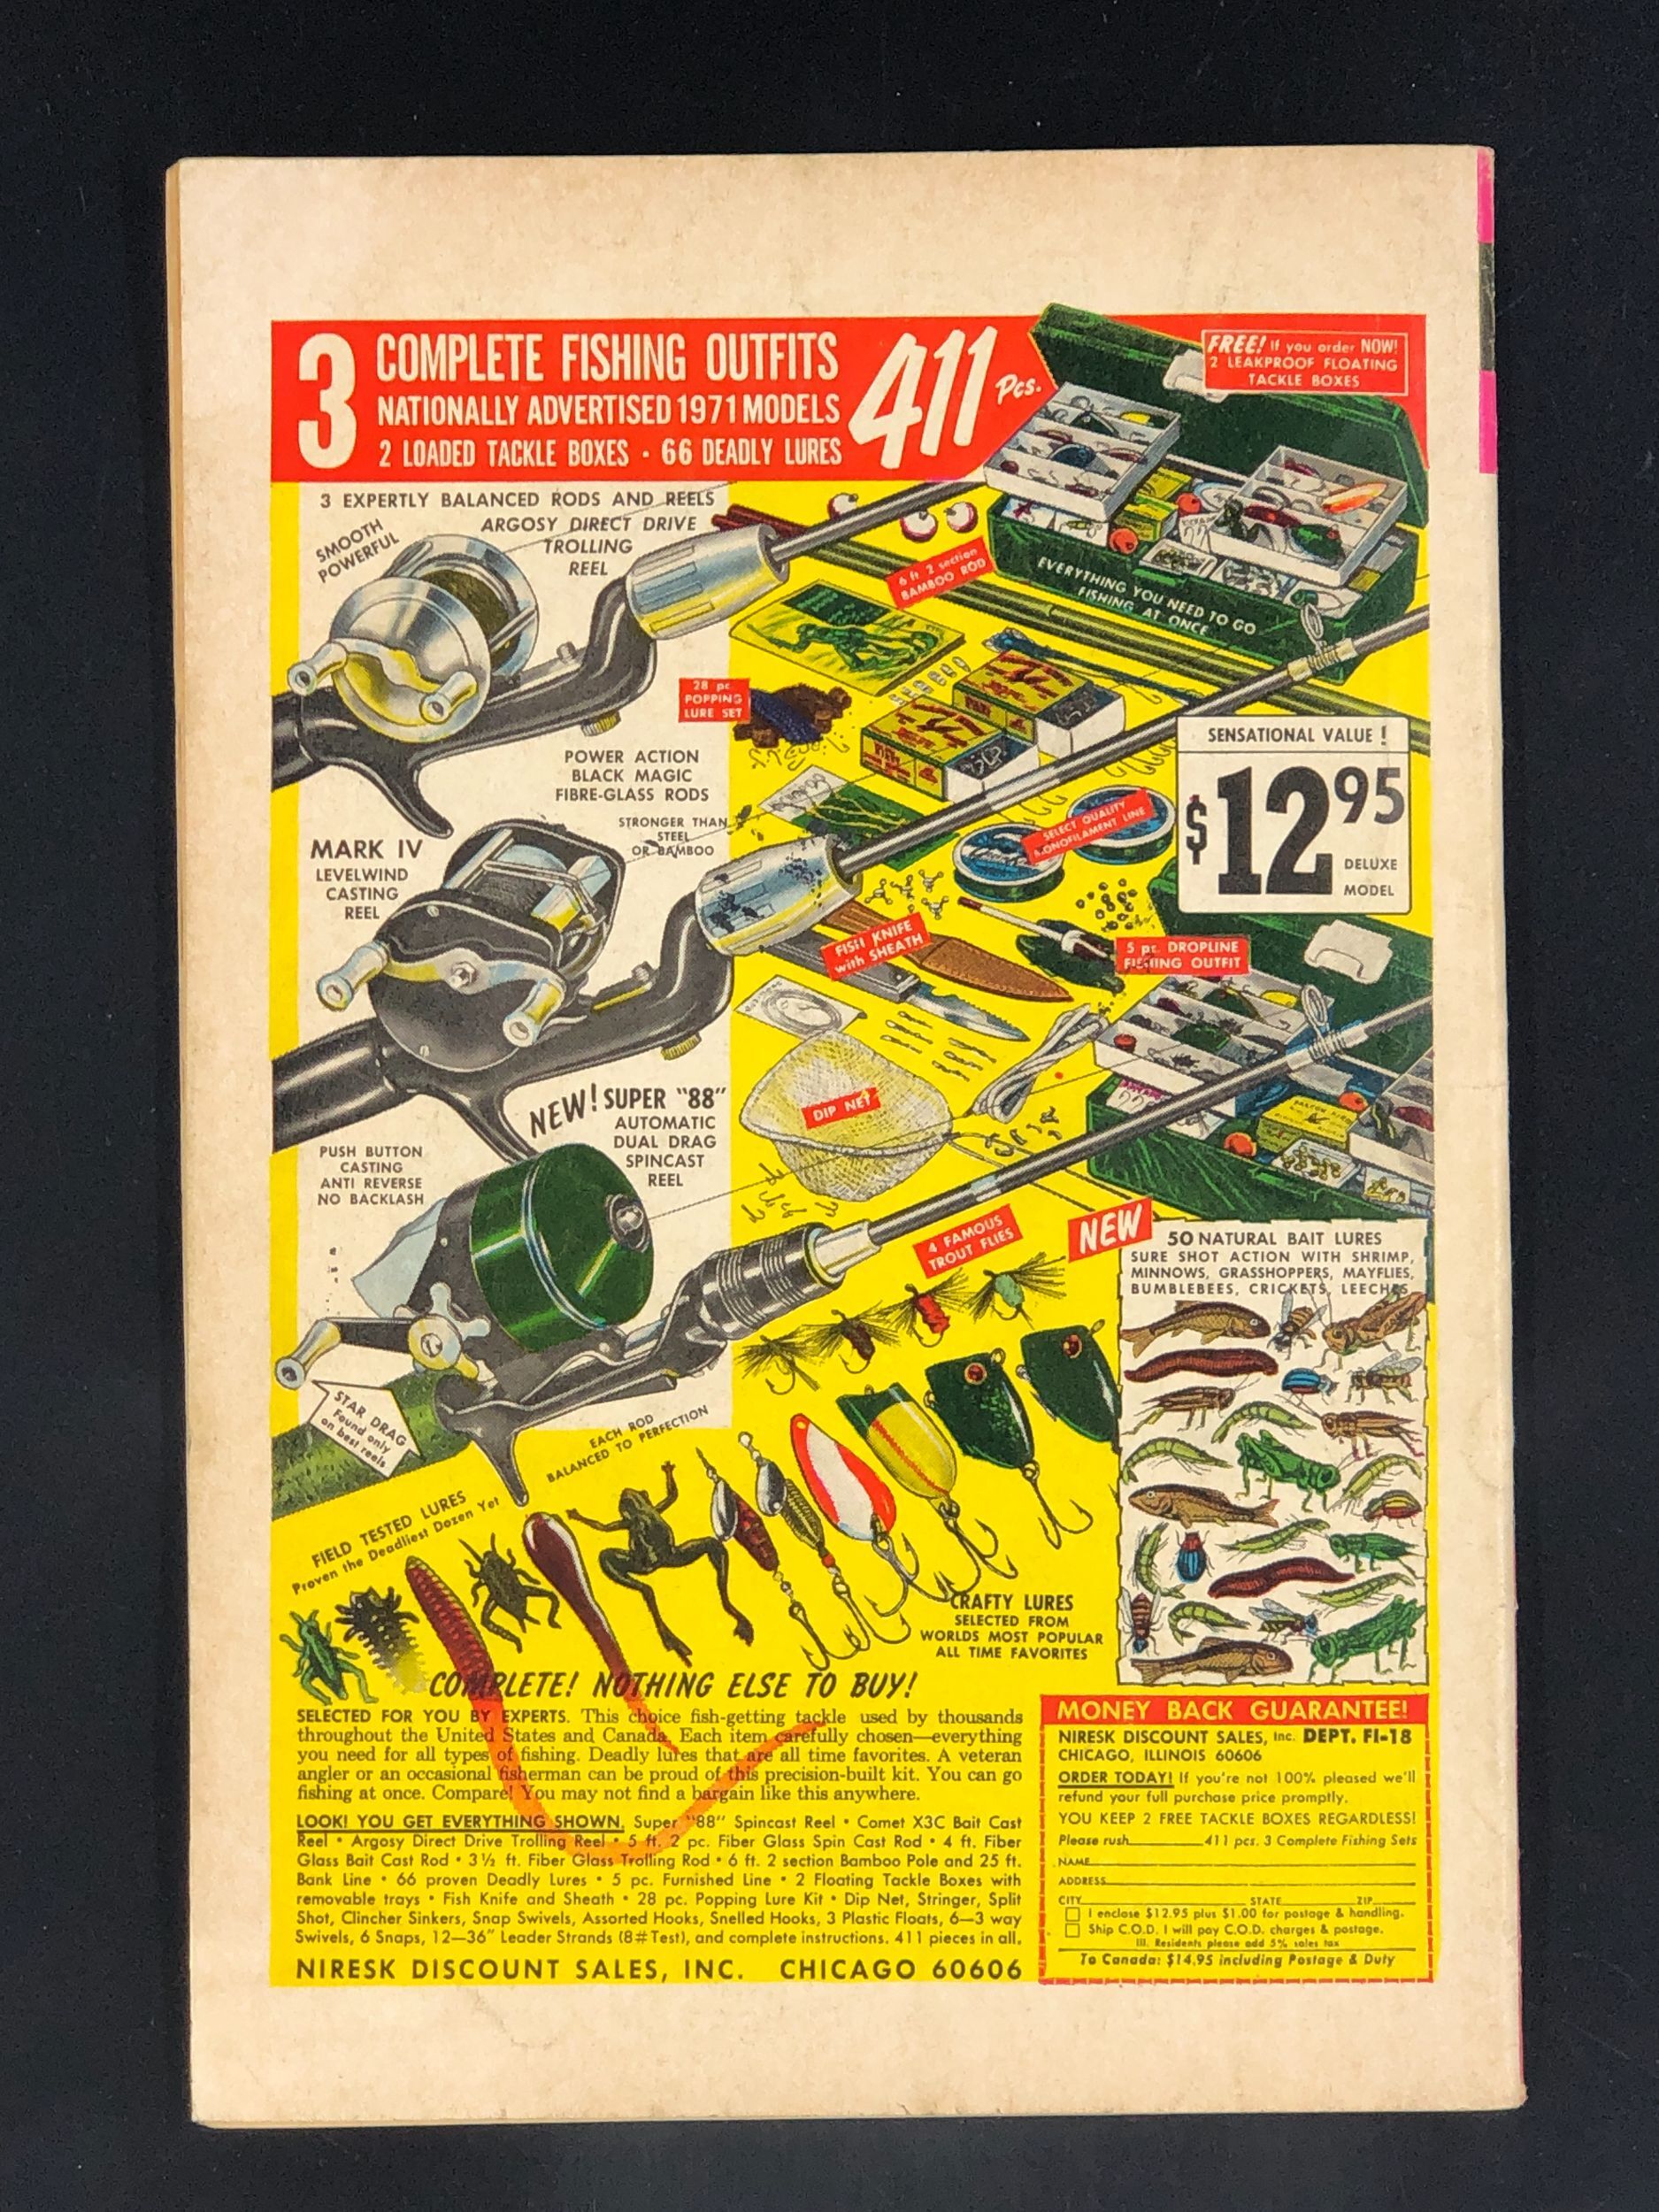 3
COMPLETE FISHING OUTFITS
NATIONALLY ADVERTISED 1971 MODELS
2 LOADED TACKLE BOXES · 66 DEADLY LURES
411 Pcs.
FREE! If you order NOW!
2 LEAKPROOF FLOATING
TACKLE BOXES
3 EXPERTLY BALANCED RODS AND REELS
SMOOTH
POWERFUL
ARGOSY DIRECT DRIVE
TROLLING
REEL
6 ft. 2 section
BAMBOO ROD
EVERYTHING YOU NEED TO GO
FISHING AT ONCE
28 pc.
POPPING
LURE SET
SENSATIONAL VALUE!
$12.95
DELUXE
MODEL
POWER ACTION
BLACK MAGIC
FIBRE-GLASS RODS
STRONGER THAN
STEEL
OR BAMBOO
SELECT QUALITY
MONOFILAMENT LINE
MARK IV
LEVELWIND
CASTING
REEL
FISH KNIFE
with SHEATH
5 pc. DROPLINE
FISHING OUTFIT
DIP NET
NEW! SUPER "88"
AUTOMATIC
DUAL DRAG
SPINCAST
REEL
PUSH BUTTON
CASTING
ANTI REVERSE
NO BACKLASH
4 FAMOUS
TROUT FLIES
NEW
50 NATURAL BAIT LURES
SURE SHOT ACTION WITH SHRIMP,
MINNOWS, GRASSHOPPERS, MAYFLIES,
BUMBLEBEES, CRICKETS, LEECHES
STAR DRAG
Found only
on best reels
EACH ROD
BALANCED TO PERFECTION
FIELD TESTED LURES
Proven the Deadliest Dozen Yet
CRAFTY LURES
SELECTED FROM
WORLDS MOST POPULAR
ALL TIME FAVORITES
COMPLETE! NOTHING ELSE TO BUY!
SELECTED FOR YOU BY EXPERTS. This choice fish-getting tackle used by thousands
throughout the United States and Canada. Each item carefully chosen—everything
you need for all types of fishing. Deadly lures that are all time favorites. A veteran
angler or an occasional fisherman can be proud of this precision-built kit. You can go
fishing at once. Compare! You may not find a bargain like this anywhere.
LOOK! YOU GET EVERYTHING SHOWN. Super "88" Spincast Reel • Comet X3C Bait Cast
Reel • Argosy Direct Drive Trolling Reel • 5 ft. 2 pc. Fiber Glass Spin Cast Rod • 4 ft. Fiber
Glass Bait Cast Rod • 3½ ft. Fiber Glass Trolling Rod • 6 ft. 2 section Bamboo Pole and 25 ft.
Bank Line • 66 proven Deadly Lures • 5 pc. Furnished Line • 2 Floating Tackle Boxes with
removable trays • Fish Knife and Sheath • 28 pc. Popping Lure Kit • Dip Net, Stringer, Split
Shot, Clincher Sinkers, Snap Swivels, Assorted Hooks, Snelled Hooks, 3 Plastic Floats, 6—3 way
Swivels, 6 Snaps, 12—36" Leader Strands (8#Test), and complete instructions. 411 pieces in all.
NIRESK DISCOUNT SALES, INC. CHICAGO 60606
MONEY BACK GUARANTEE!
NIRESK DISCOUNT SALES, Inc. DEPT. FI-18
CHICAGO, ILLINOIS 60606
ORDER TODAY! If you're not 100% pleased we'll
refund your full purchase price promptly.
YOU KEEP 2 FREE TACKLE BOXES REGARDLESS!
Please rush 411 pcs. 3 Complete Fishing Sets
NAME
ADDRESS
CITY STATE ZIP
I enclose $12.95 plus $1.00 for postage & handling.
Ship C.O.D. I will pay C.O.D. charges & postage.
Ill. Residents please add 5% sales tax
To Canada: $14.95 including Postage & Duty